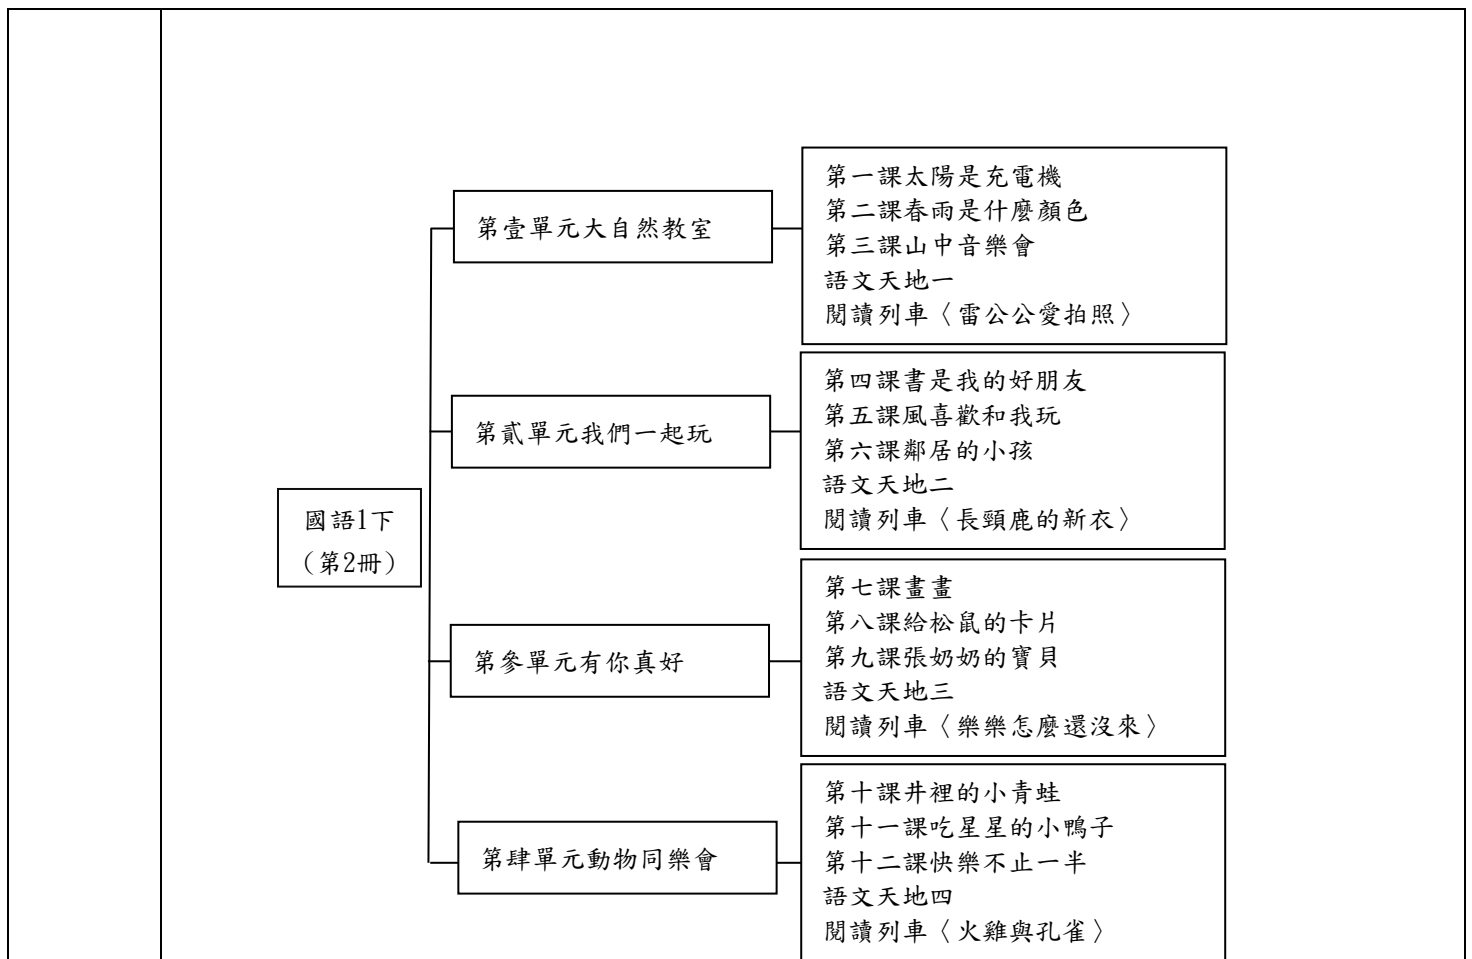 國語1下
（第2冊）
第壹單元大自然教室
第一課太陽是充電機
第二課春雨是什麼顏色
第三課山中音樂會
語文天地一
閱讀列車〈雷公公愛拍照〉
第貳單元我們一起玩
第四課書是我的好朋友
第五課風喜歡和我玩
第六課鄰居的小孩
語文天地二
閱讀列車〈長頸鹿的新衣〉
第參單元有你真好
第七課畫畫
第八課給松鼠的卡片
第九課張奶奶的寶貝
語文天地三
閱讀列車〈樂樂怎麼還沒來〉
第肆單元動物同樂會
第十課井裡的小青蛙
第十一課吃星星的小鴨子
第十二課快樂不止一半
語文天地四
閱讀列車〈火雞與孔雀〉